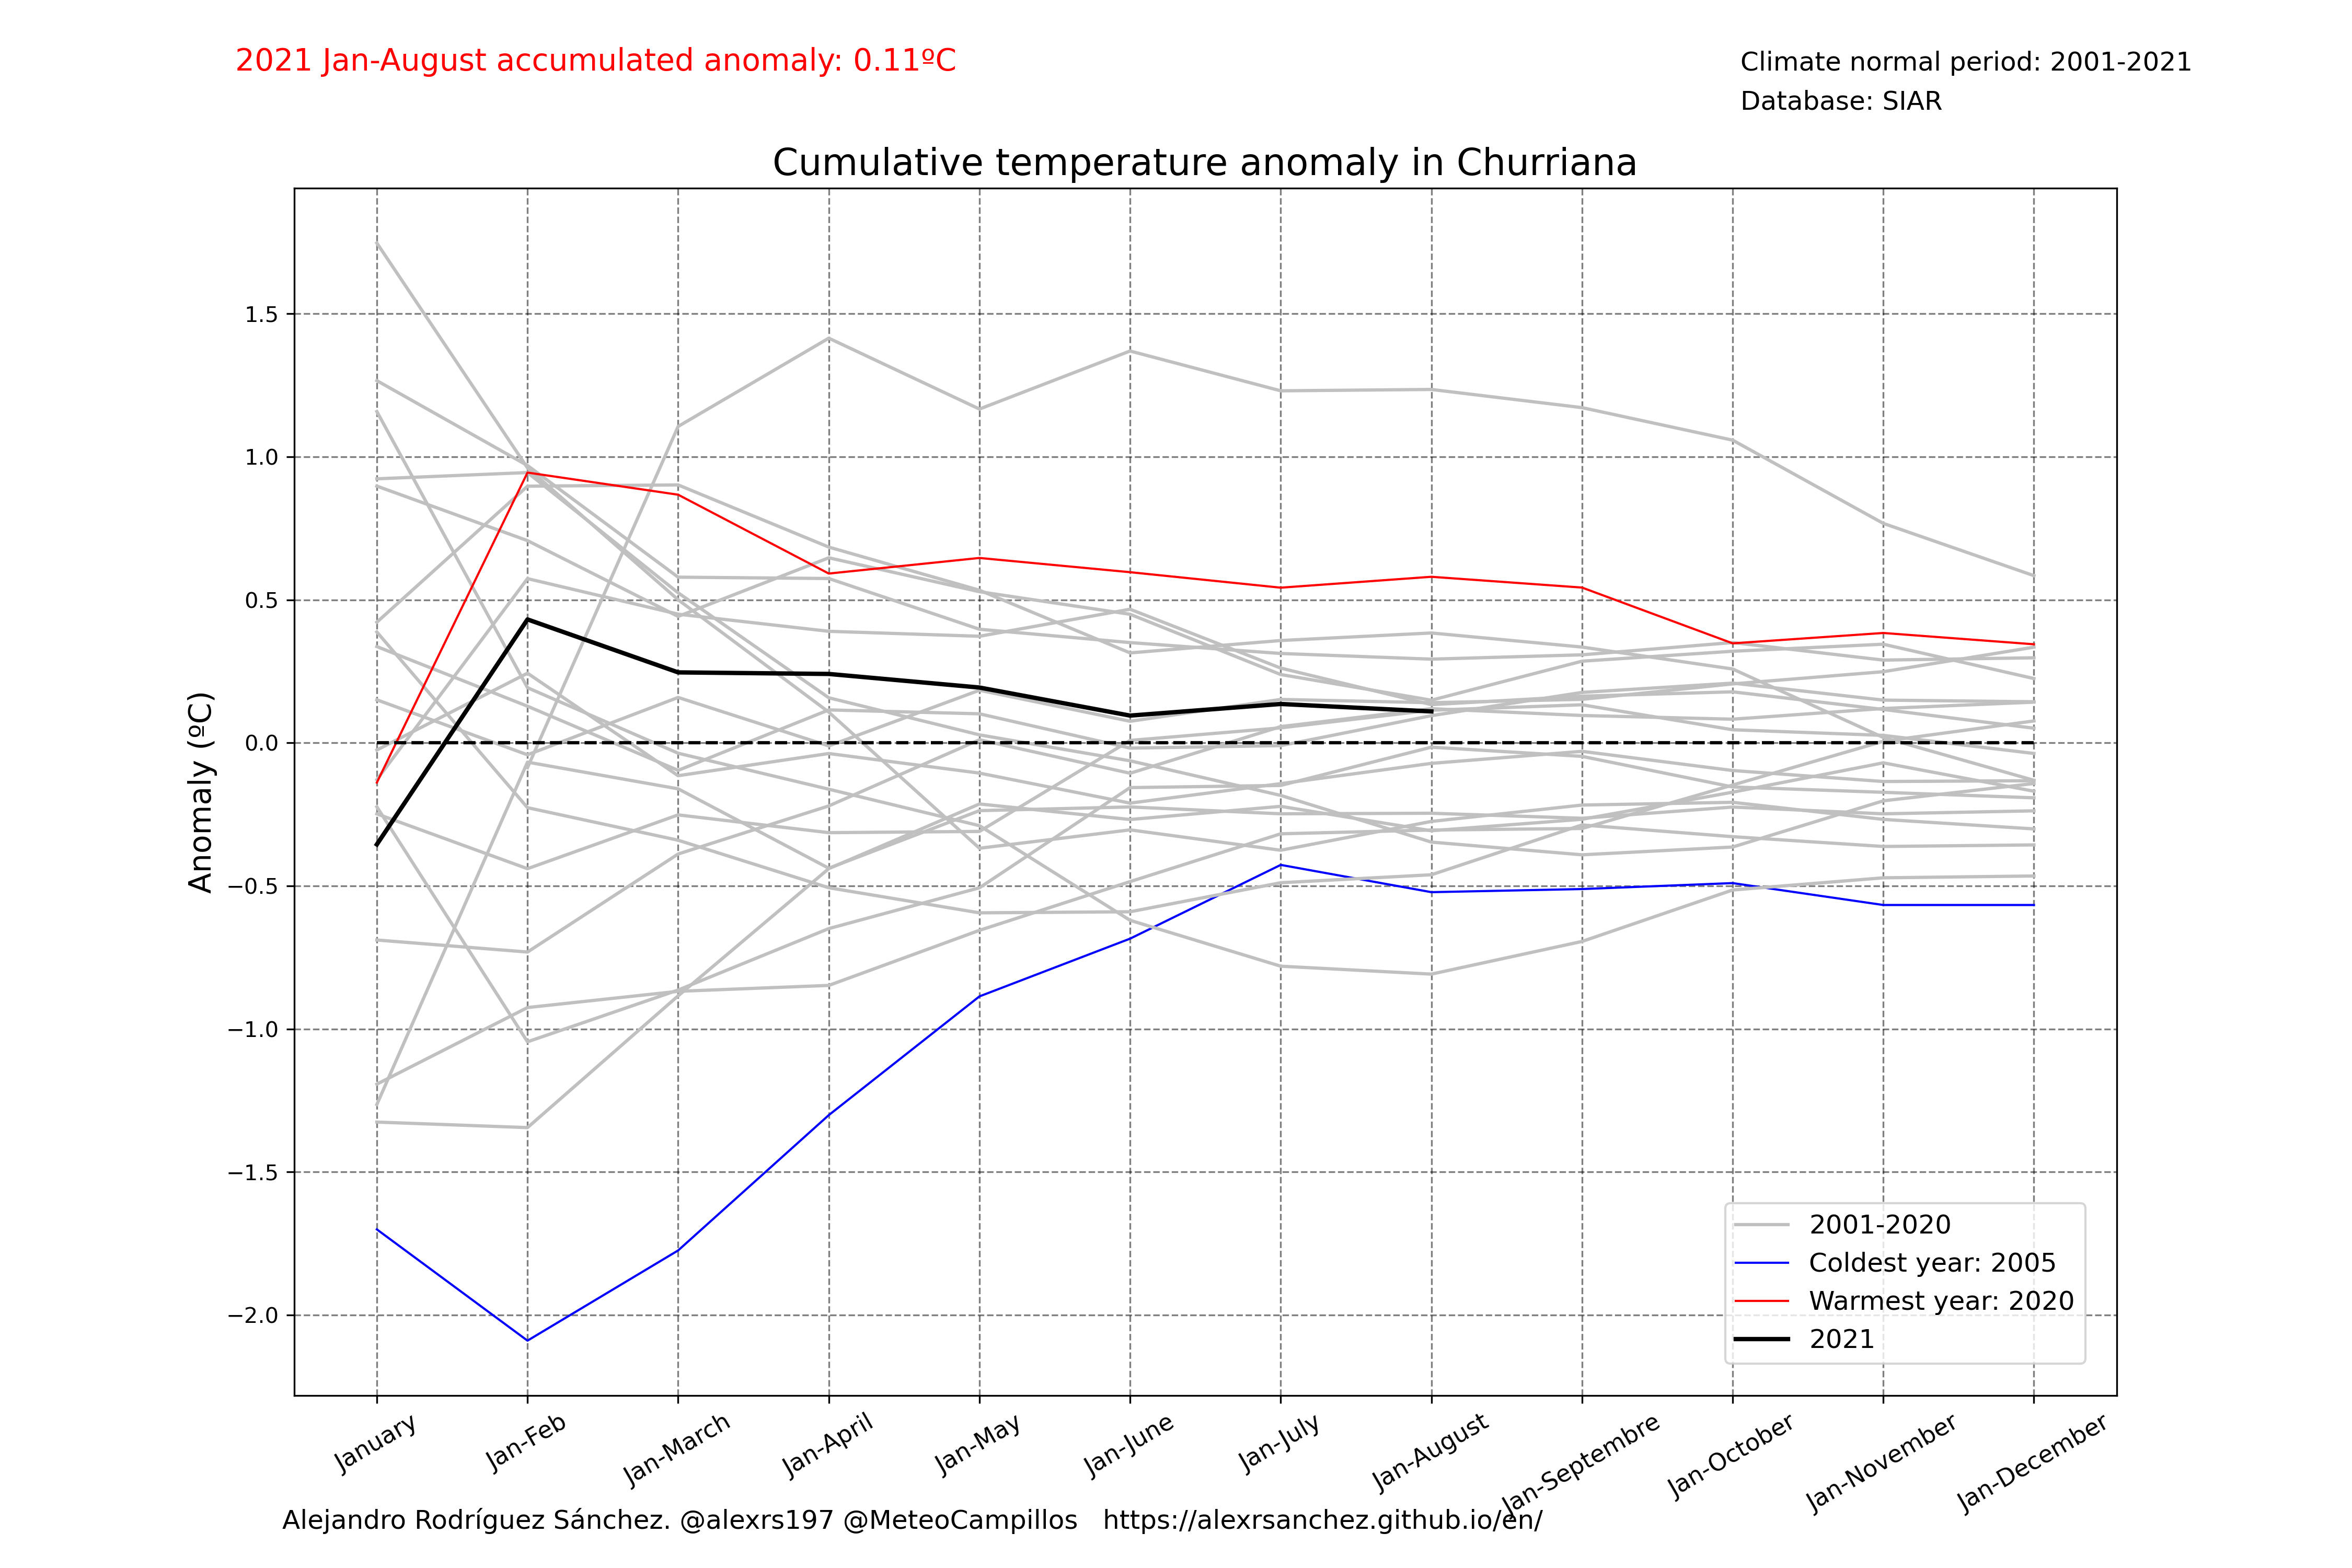 2021 Jan-August accumulated anomaly: 0.11ºC
Climate normal period: 2001-2021
Database: SIAR
Cumulative temperature anomaly in Churriana
Anomaly (ºC)
1.5
1.0
0.5
0.0
−0.5
−1.0
−1.5
−2.0
2001-2020
Coldest year: 2005
Warmest year: 2020
2021
January
Jan-Feb
Jan-March
Jan-April
Jan-May
Jan-June
Jan-July
Jan-August
Jan-Septembre
Jan-October
Jan-November
Jan-December
Alejandro Rodríguez Sánchez. @alexrs197 @MeteoCampillos https://alexrsanchez.github.io/en/